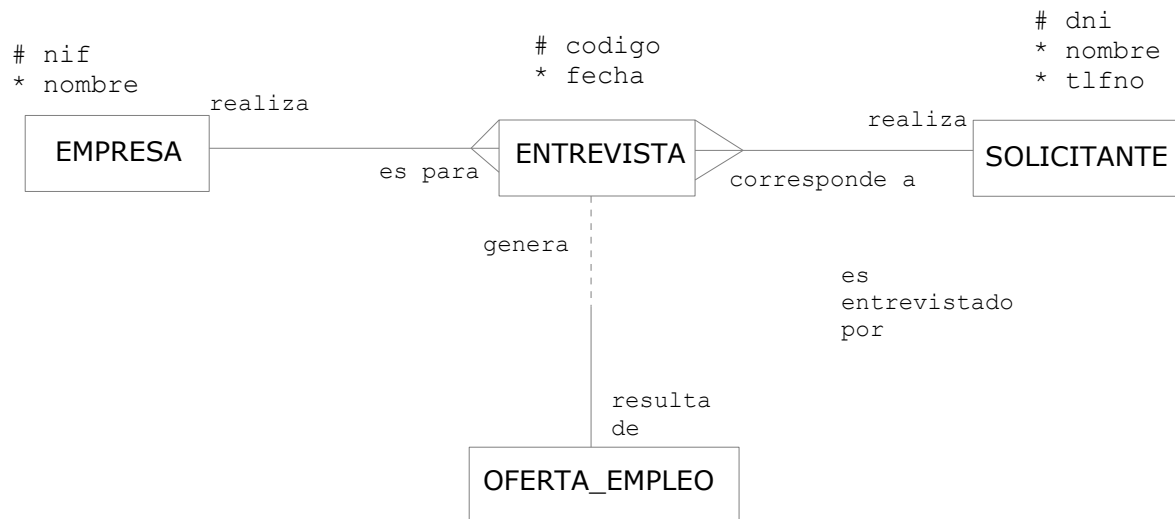 # nif
* nombre
# codigo
* fecha
# dni
* nombre
* tlfno
realiza
EMPRESA
es para
ENTREVISTA
realiza
corresponde a
SOLICITANTE
genera
es
entrevistado
por
resulta
de
OFERTA_EMPLEO